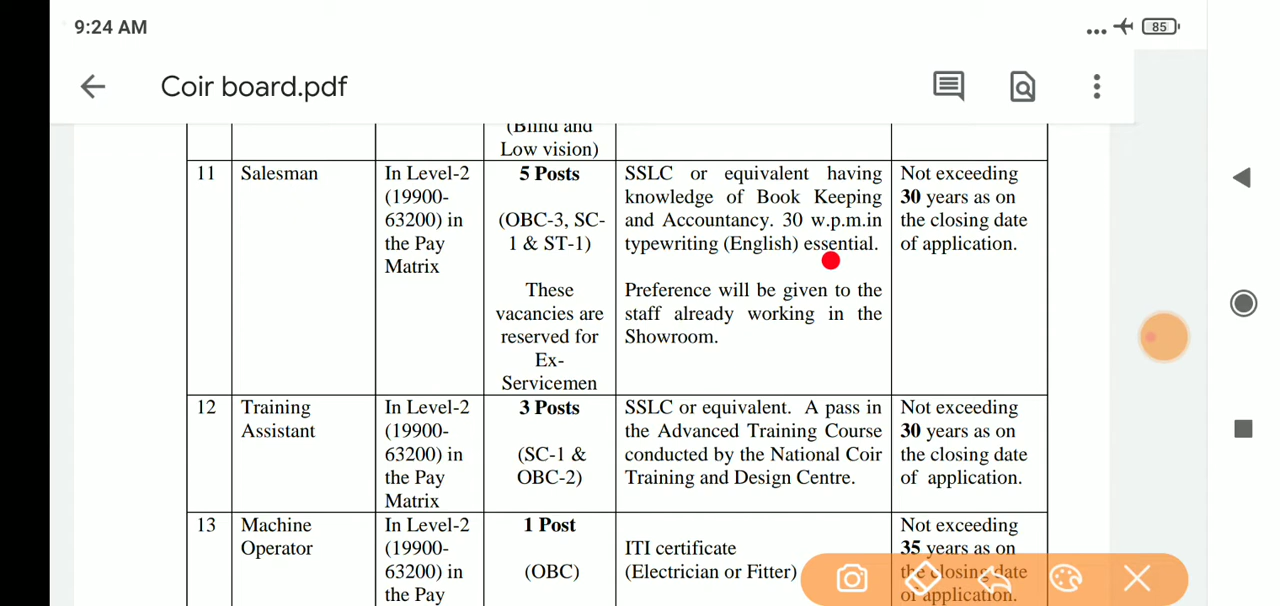 9:24 AM
85
Coir board.pdf
(Blind and
Low vision)
11
Salesman
In Level-2
(19900-
63200) in
the Pay
Matrix
5 Posts
(OBC-3, SC-
1 & ST-1)
These
vacancies are
reserved for
Ex-
Servicemen
SSLC or equivalent having
knowledge of Book Keeping
and Accountancy. 30 w.p.m.in
typewriting (English) essential.
Preference will be given to the
staff already working in the
Showroom.
Not exceeding
30 years as on
the closing date
of application.
12
Training
Assistant
In Level-2
(19900-
63200) in
the Pay
Matrix
3 Posts
(SC-1 &
OBC-2)
SSLC or equivalent. A pass in
the Advanced Training Course
conducted by the National Coir
Training and Design Centre.
Not exceeding
30 years as on
the closing date
of application.
13
Machine
Operator
In Level-2
(19900-
63200) in
the Pay
1 Post
(OBC)
ITI certificate
(Electrician or Fitter)
Not exceeding
35 years as on
the closing date
of application.